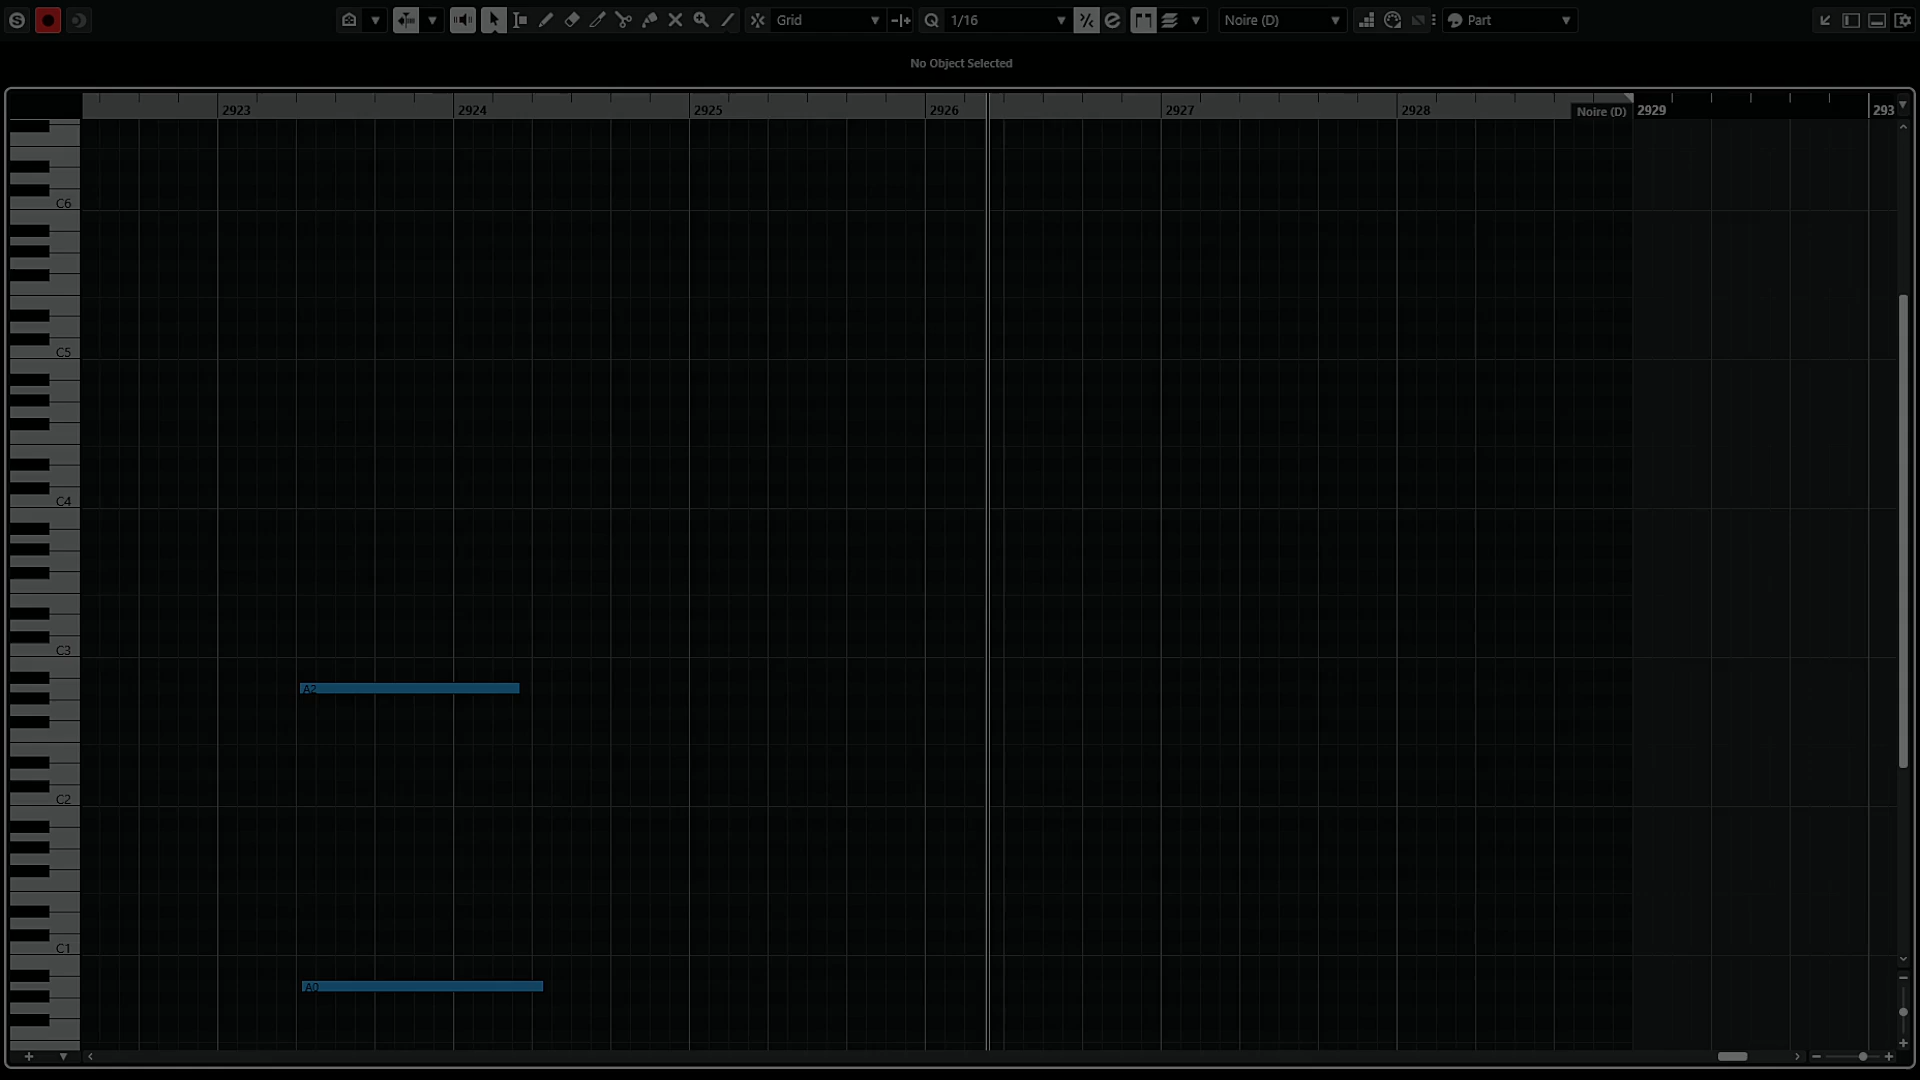 Grid
1/16
Noire (D)
Part
No Object Selected
2923
2924
2925
2926
2927
2928
Noire (D)
2929
293
C6
C5
C4
C3
A2
C2
C1
A0